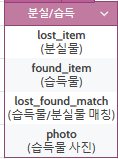 분실/습득
lost_item
(분실물)
found_item
(습득물)
lost_found_match
(습득물/분실물 매칭)
photo
(습득물 사진)